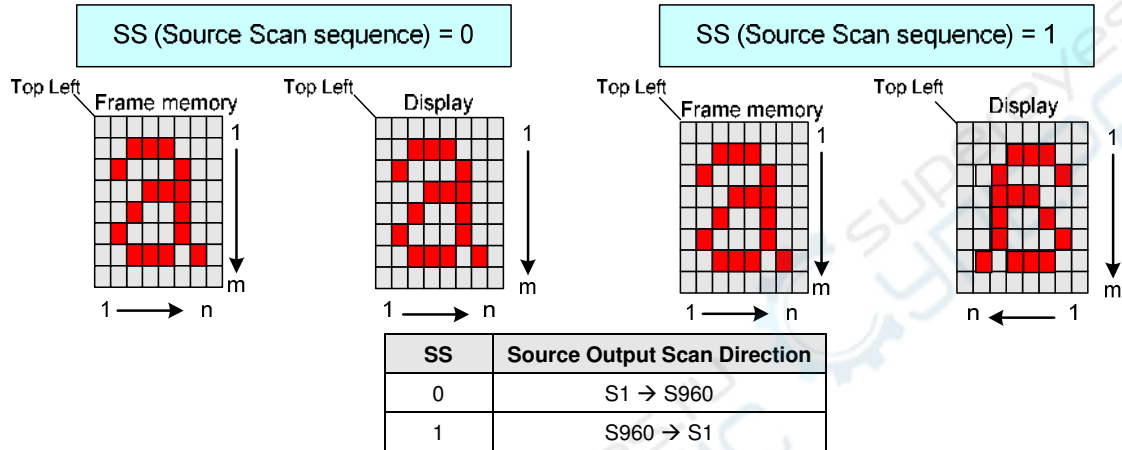 SS (Source Scan sequence) = 0
SS (Source Scan sequence) = 1
Top Left
Frame memory
1
m
1 n
Top Left
Display
1
m
1 n
Top Left
Frame memory
1
m
1 n
Top Left
Display
1
m
n 1
SS Source Output Scan Direction
0 S1 → S960
1 S960 → S1